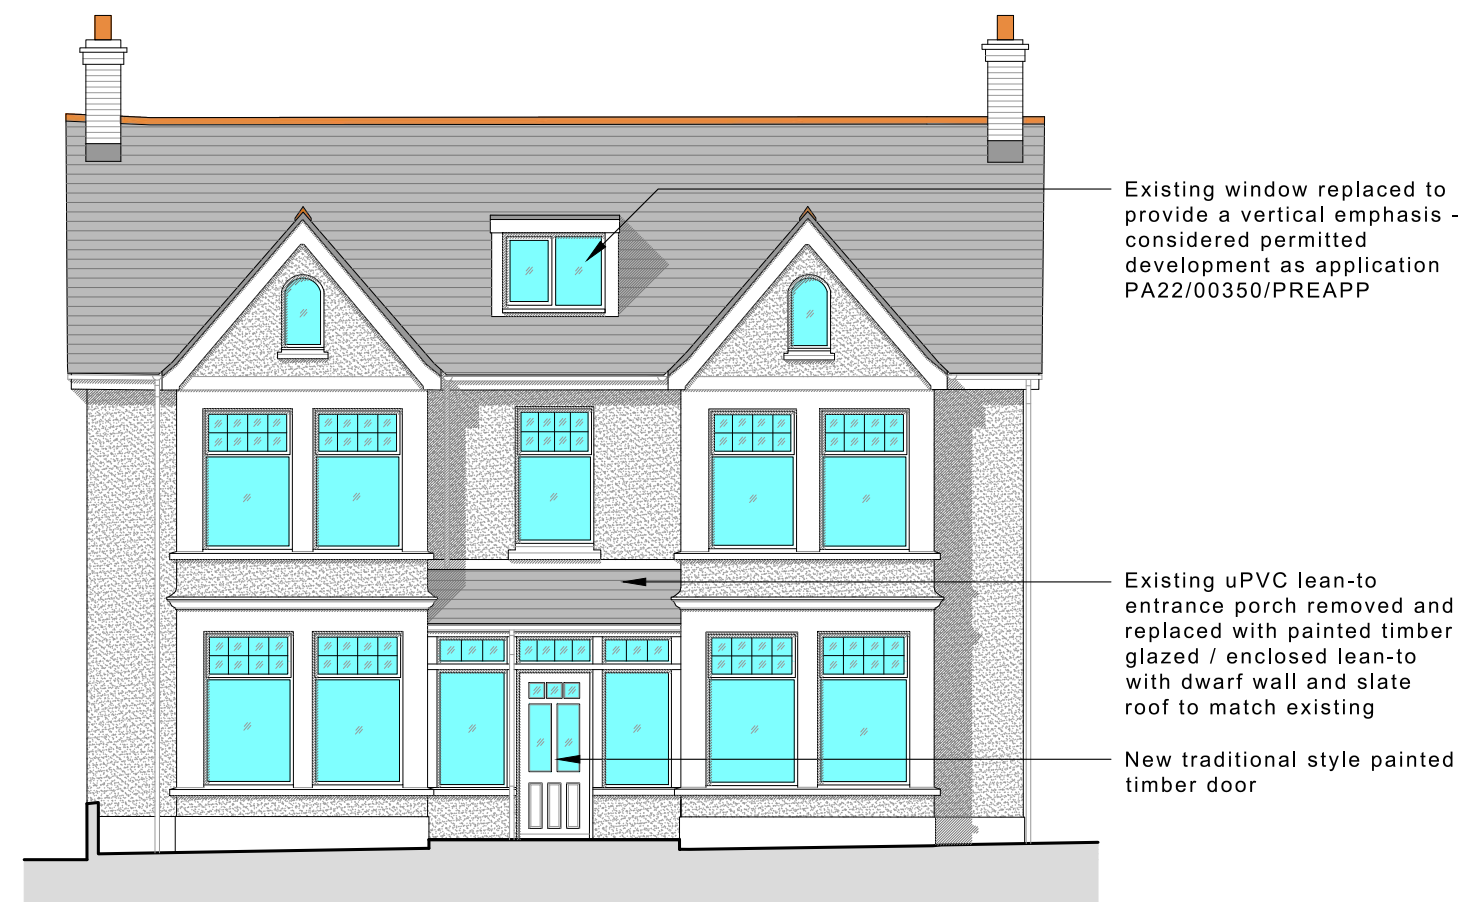 Existing window replaced to
provide a vertical emphasis -
considered permitted
development as application
PA22/00350/PREAPP
Existing uPVC lean-to
entrance porch removed and
replaced with painted timber
glazed / enclosed lean-to
with dwarf wall and slate
roof to match existing
New traditional style painted
timber door